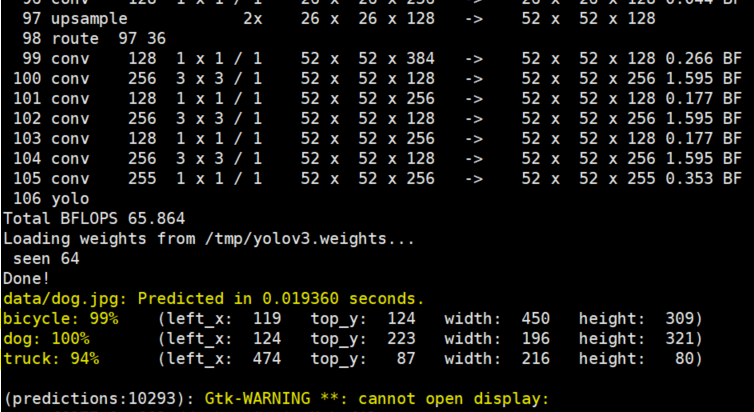 97 upsample 2x 26 x 26 x 128 -> 52 x 52 x 128
98 route 97 36
99 conv 128 1 x 1 / 1 52 x 52 x 384 -> 52 x 52 x 128 0.266 BF
100 conv 256 3 x 3 / 1 52 x 52 x 128 -> 52 x 52 x 256 1.595 BF
101 conv 128 1 x 1 / 1 52 x 52 x 256 -> 52 x 52 x 128 0.177 BF
102 conv 256 3 x 3 / 1 52 x 52 x 128 -> 52 x 52 x 256 1.595 BF
103 conv 128 1 x 1 / 1 52 x 52 x 256 -> 52 x 52 x 128 0.177 BF
104 conv 256 3 x 3 / 1 52 x 52 x 128 -> 52 x 52 x 256 1.595 BF
105 conv 255 1 x 1 / 1 52 x 52 x 256 -> 52 x 52 x 255 0.353 BF
106 yolo
Total BFLOPS 65.864
Loading weights from /tmp/yolov3.weights...
seen 64
Done!
data/dog.jpg: Predicted in 0.019360 seconds.
bicycle: 99% (left_x: 119 top_y: 124 width: 450 height: 309)
dog: 100% (left_x: 124 top_y: 223 width: 196 height: 321)
truck: 94% (left_x: 474 top_y: 87 width: 216 height: 80)
(predictions:10293): Gtk-WARNING **: cannot open display: